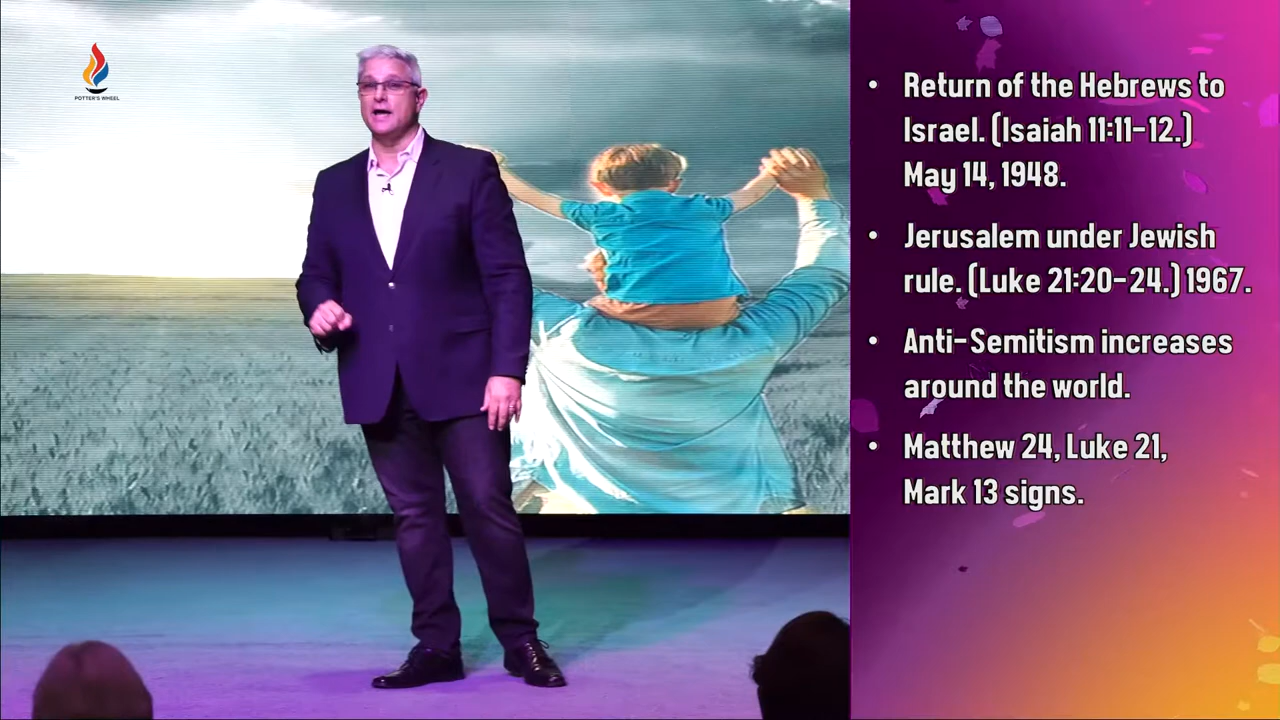 POTTER'S WHEEL
• Return of the Hebrews to
Israel. (Isaiah 11:11-12.)
May 14, 1948.
• Jerusalem under Jewish
rule. (Luke 21:20-24.) 1967.
• Anti-Semitism increases
around the world.
• Matthew 24, Luke 21,
Mark 13 signs.